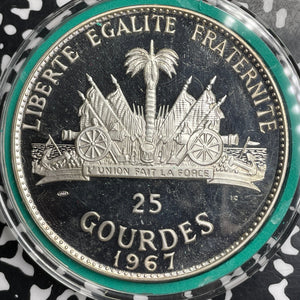 LIBERTE EGALITE FRATERNITE
L'UNION FAIT LA FORCE
25
GOURDES
1967